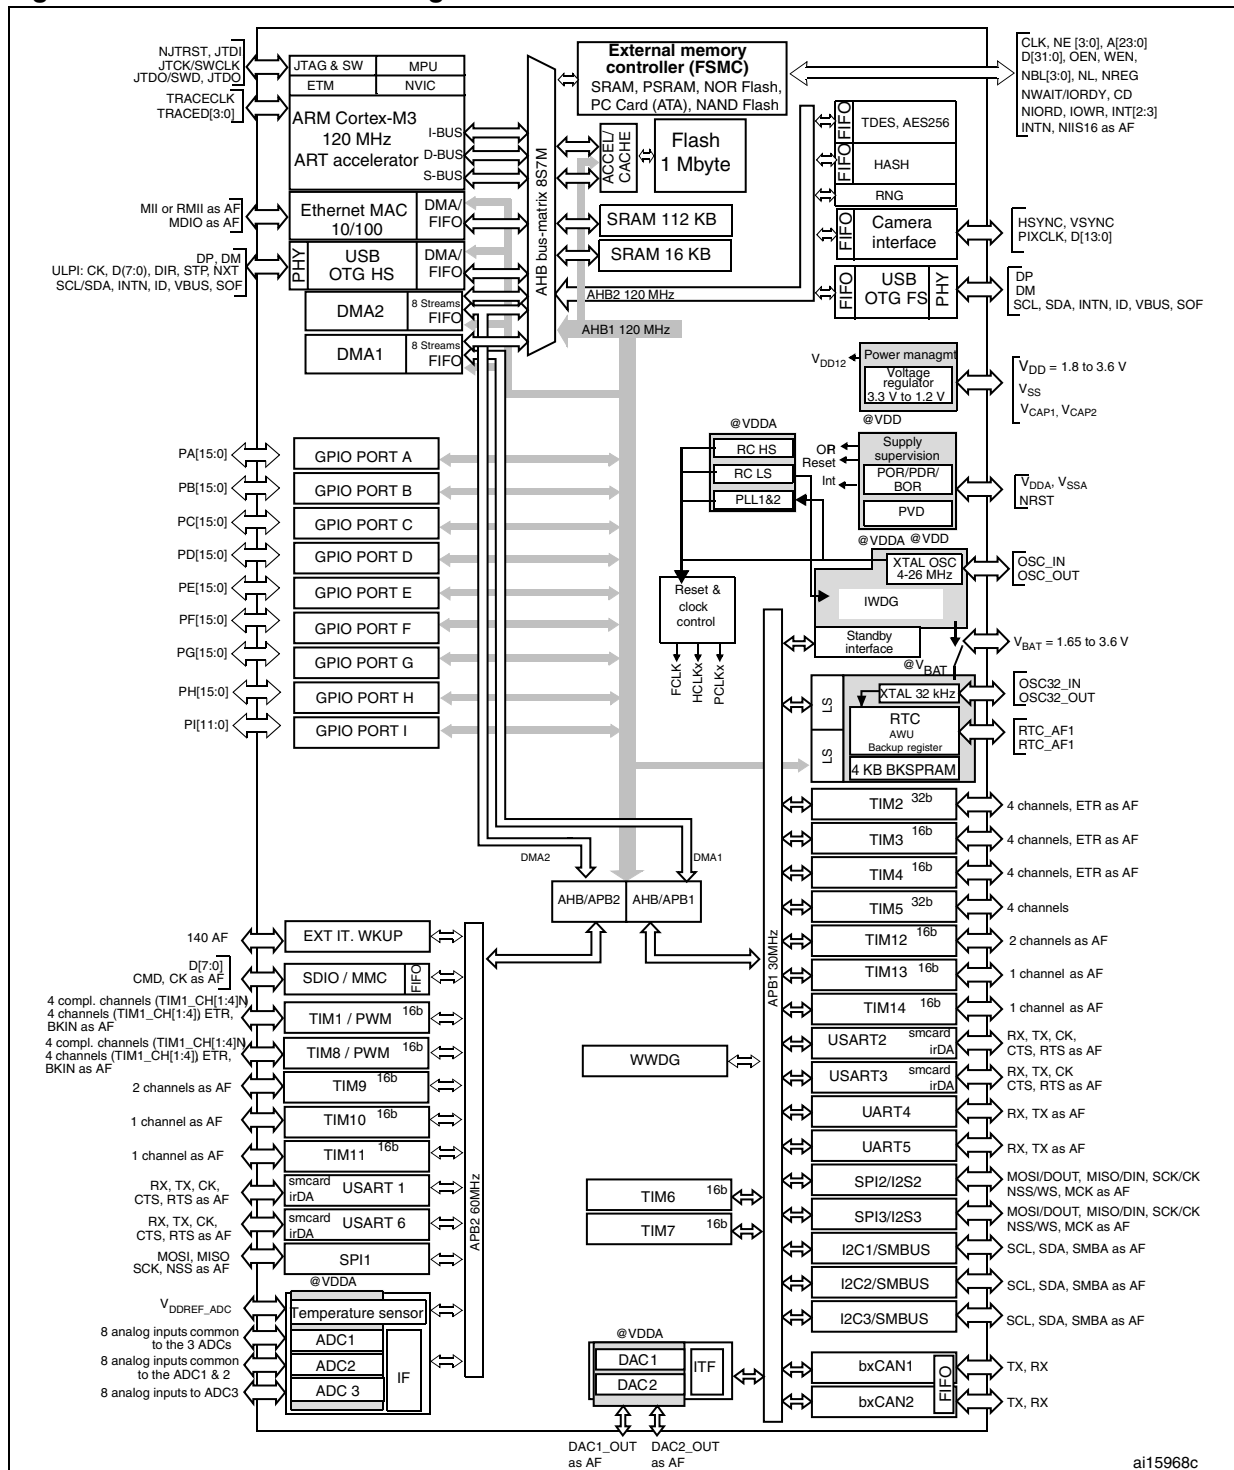 NJTRST, JTDI
JTCK/SWCLK
JTDO/SWD, JTDO
TRACECLK
TRACED[3:0]
JTAG & SW
MPU
ETM
NVIC
ARM Cortex-M3
120 MHz
ART accelerator
I-BUS
D-BUS
S-BUS
MII or RMII as AF
MDIO as AF
Ethernet MAC
10/100
DMA/
FIFO
DP, DM
ULPI: CK, D(7:0), DIR, STP, NXT
SCL/SDA, INTN, ID, VBUS, SOF
PHY
USB
OTG HS
DMA/
FIFO
DMA2
8 Streams
FIFO
DMA1
8 Streams
FIFO
AHB bus-matrix 8S7M
External memory
controller (FSMC)
SRAM, PSRAM, NOR Flash,
PC Card (ATA), NAND Flash
ACCEL/
CACHE
Flash
1 Mbyte
SRAM 112 KB
SRAM 16 KB
AHB2 120 MHz
AHB1 120 MHz
CLK, NE [3:0], A[23:0]
D[31:0], OEN, WEN,
NBL[3:0], NL, NREG
NWAIT/IORDY, CD
NIORD, IOWR, INT[2:3]
INTN, NIIS16 as AF
FIFO
TDES, AES256
FIFO
HASH
RNG
FIFO
Camera
interface
HSYNC, VSYNC
PIXCLK, D[13:0]
FIFO
USB
OTG FS
PHY
DP
DM
SCL, SDA, INTN, ID, VBUS, SOF
VDD12
Power managmt
Voltage
regulator
3.3 V to 1.2 V
@VDD
VDD = 1.8 to 3.6 V
VSS
VCAP1, VCAP2
@VDDA
RC HS
RC LS
PLL1&2
OR
Reset
Int
Supply
supervision
POR/PDR/
BOR
PVD
VDDA, VSSA
NRST
@VDDA @VDD
XTAL OSC
4-26 MHz
OSC_IN
OSC_OUT
IWDG
Reset &
clock
control
FCLK
HCLKx
PCLKx
Standby
interface
VBAT = 1.65 to 3.6 V
@VBAT
LS
LS
XTAL 32 kHz
OSC32_IN
OSC32_OUT
RTC
AWU
Backup register
RTC_AF1
RTC_AF1
4 KB BKSPRAM
PA[15:0]
GPIO PORT A
PB[15:0]
GPIO PORT B
PC[15:0]
GPIO PORT C
PD[15:0]
GPIO PORT D
PE[15:0]
GPIO PORT E
PF[15:0]
GPIO PORT F
PG[15:0]
GPIO PORT G
PH[15:0]
GPIO PORT H
PI[11:0]
GPIO PORT I
DMA2
DMA1
AHB/APB2
AHB/APB1
APB1 30MHz
TIM2 32b
4 channels, ETR as AF
TIM3 16b
4 channels, ETR as AF
TIM4 16b
4 channels, ETR as AF
TIM5 32b
4 channels
TIM12 16b
2 channels as AF
TIM13 16b
1 channel as AF
TIM14 16b
1 channel as AF
USART2 smcard
irDA
RX, TX, CK,
CTS, RTS as AF
USART3 smcard
irDA
RX, TX, CK
CTS, RTS as AF
UART4
RX, TX as AF
UART5
RX, TX as AF
SPI2/I2S2
MOSI/DOUT, MISO/DIN, SCK/CK
NSS/WS, MCK as AF
SPI3/I2S3
MOSI/DOUT, MISO/DIN, SCK/CK
NSS/WS, MCK as AF
I2C1/SMBUS
SCL, SDA, SMBA as AF
I2C2/SMBUS
SCL, SDA, SMBA as AF
I2C3/SMBUS
SCL, SDA, SMBA as AF
bxCAN1
TX, RX
FIFO
bxCAN2
TX, RX
WWDG
TIM6 16b
TIM7 16b
@VDDA
DAC1
DAC2
ITF
DAC1_OUT
as AF
DAC2_OUT
as AF
140 AF
EXT IT. WKUP
D[7:0]
CMD, CK as AF
SDIO / MMC
FIFO
4 compl. channels (TIM1_CH[1:4]N
4 channels (TIM1_CH[1:4]) ETR,
BKIN as AF
TIM1 / PWM 16b
4 compl. channels (TIM1_CH[1:4]N
4 channels (TIM1_CH[1:4]) ETR,
BKIN as AF
TIM8 / PWM 16b
2 channels as AF
TIM9 16b
1 channel as AF
TIM10 16b
1 channel as AF
TIM11 16b
RX, TX, CK,
CTS, RTS as AF
smcard
irDA
USART 1
RX, TX, CK,
CTS, RTS as AF
smcard
irDA
USART 6
MOSI, MISO
SCK, NSS as AF
SPI1
APB2 60MHz
@VDDA
VDDREF_ADC
Temperature sensor
8 analog inputs common
to the 3 ADCs
ADC1
8 analog inputs common
to the ADC1 & 2
ADC2
8 analog inputs to ADC3
ADC 3
IF
ai15968c